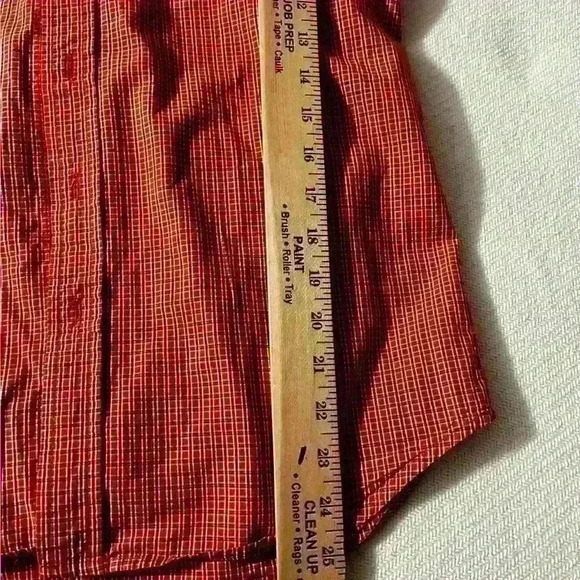 12
JOB PREP
• Tape • Caulk
13
14
15
16
17
18
PAINT
• Brush • Roller • Tray
19
20
21
22
23
24
CLEAN UP
• Cleaner • Rags •
25